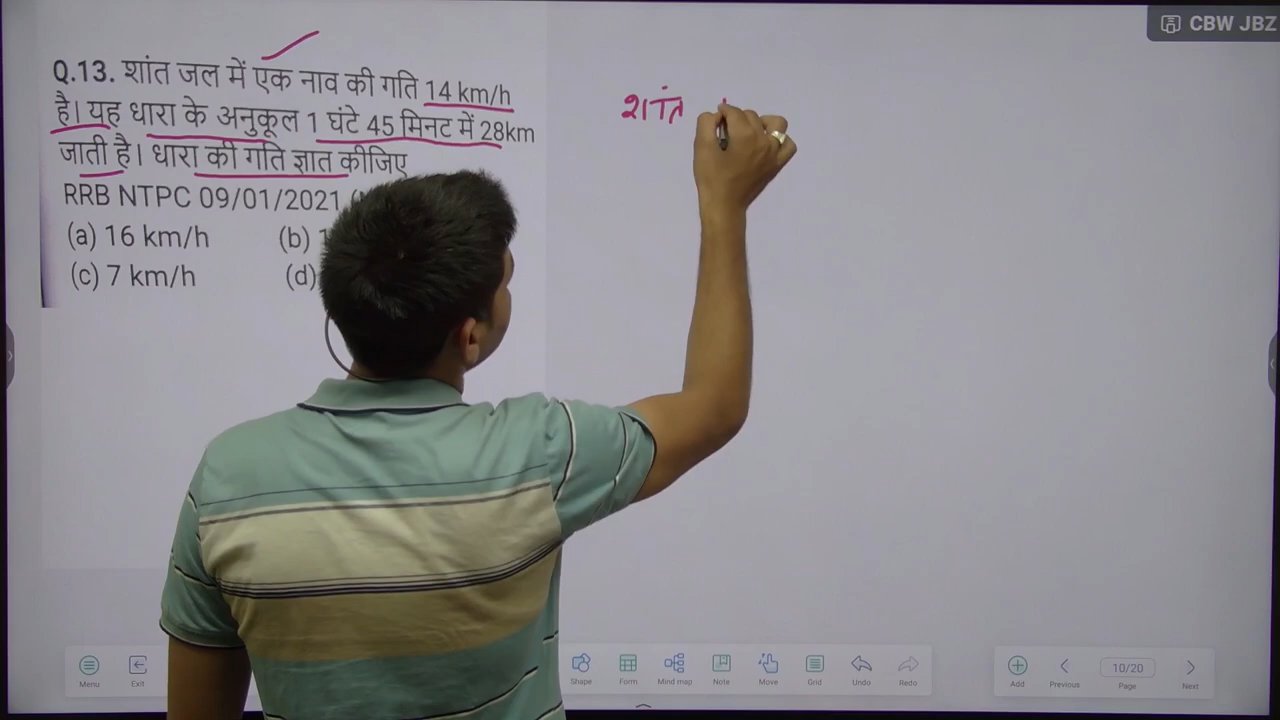 CBW JBZ
Q.13. शांत जल में एक नाव की गति 14 km/h
है। यह धारा के अनुकूल 1 घंटे 45 मिनट में 28km
जाती है। धारा की गति ज्ञात कीजिए
RRB NTPC 09/01/2021
(a) 16 km/h (b)
(c) 7 km/h (d)
शांत
Menu Exit Shape Form Mind map Note Move Grid Undo Redo Add Previous 10/20 Page Next